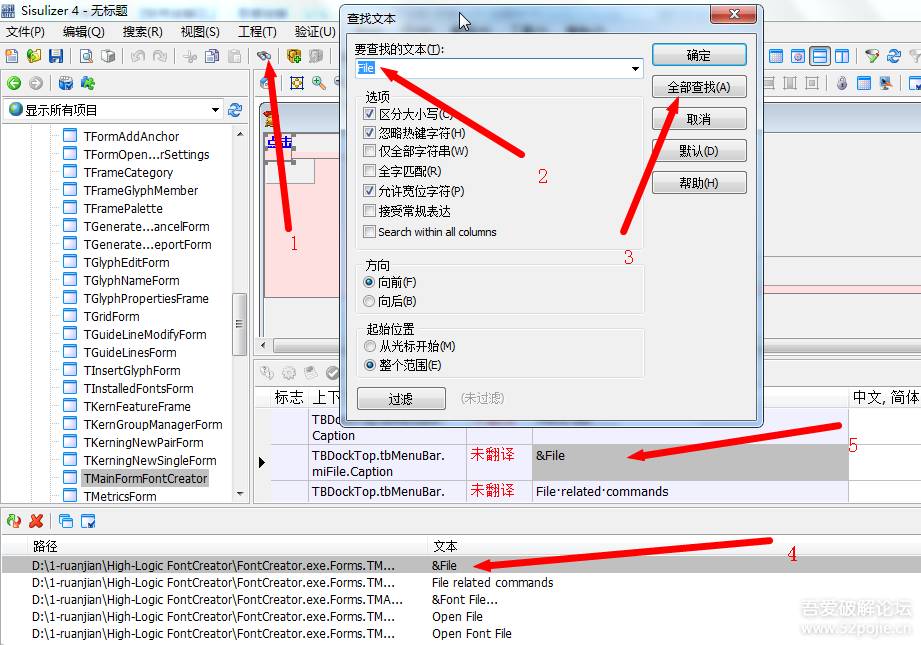 Sisulizer 4 - 无标题
文件(P) 编辑(Q) 搜索(R) 视图(S) 工程(T) 验证(U)
显示所有项目
TFormAddAnchor
TFormOpen...rSettings
TFrameCategory
TFrameGlyphMember
TFramePalette
TGenerate...ancelForm
TGenerate...eportForm
TGlyphEditForm
TGlyphNameForm
TGlyphPropertiesFrame
TGridForm
TGuideLineModifyForm
TGuideLinesForm
TInsertGlyphForm
TInstalledFontsForm
TKernFeatureFrame
TKernGroupManagerForm
TKerningNewPairForm
TKerningNewSingleForm
TMainFormFontCreator
TMetricsForm
点击
1
查找文本
要查找的文本(T):
File
选项
区分大小写(C)
忽略热键字符(H)
仅全部字符串(W)
全字匹配(R)
允许宽位字符(P)
接受常规表达
Search within all columns
方向
向前(F)
向后(B)
起始位置
从光标开始(M)
整个范围(E)
过滤 (未过滤)
确定
全部查找(A)
取消
默认(D)
帮助(H)
2
3
标志 上下 中文, 简体
Caption
TBDockTop.tbMenuBar. 未翻译 &File
miFile.Caption
TBDockTop.tbMenuBar. 未翻译 File·related·commands
5
路径 文本
D:\1-ruanjian\High-Logic FontCreator\FontCreator.exe.Forms.TM... &File
D:\1-ruanjian\High-Logic FontCreator\FontCreator.exe.Forms.TM... File related commands
D:\1-ruanjian\High-Logic FontCreator\FontCreator.exe.Forms.TMA... &Font File...
D:\1-ruanjian\High-Logic FontCreator\FontCreator.exe.Forms.TM... Open File
D:\1-ruanjian\High-Logic FontCreator\FontCreator.exe.Forms.TM... Open Font File
4
吾爱破解论坛
www.52pojie.cn